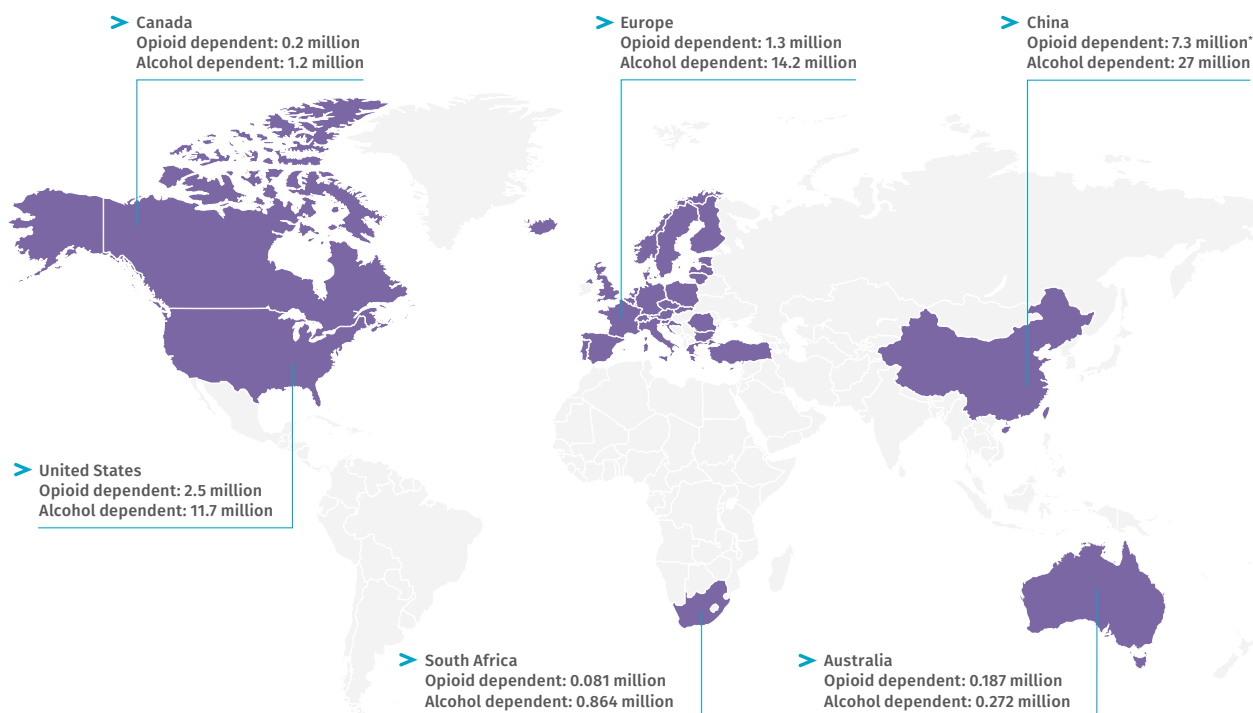 Canada
Opioid dependent: 0.2 million
Alcohol dependent: 1.2 million
Europe
Opioid dependent: 1.3 million
Alcohol dependent: 14.2 million
China
Opioid dependent: 7.3 million*
Alcohol dependent: 27 million
United States
Opioid dependent: 2.5 million
Alcohol dependent: 11.7 million
South Africa
Opioid dependent: 0.081 million
Alcohol dependent: 0.864 million
Australia
Opioid dependent: 0.187 million
Alcohol dependent: 0.272 million